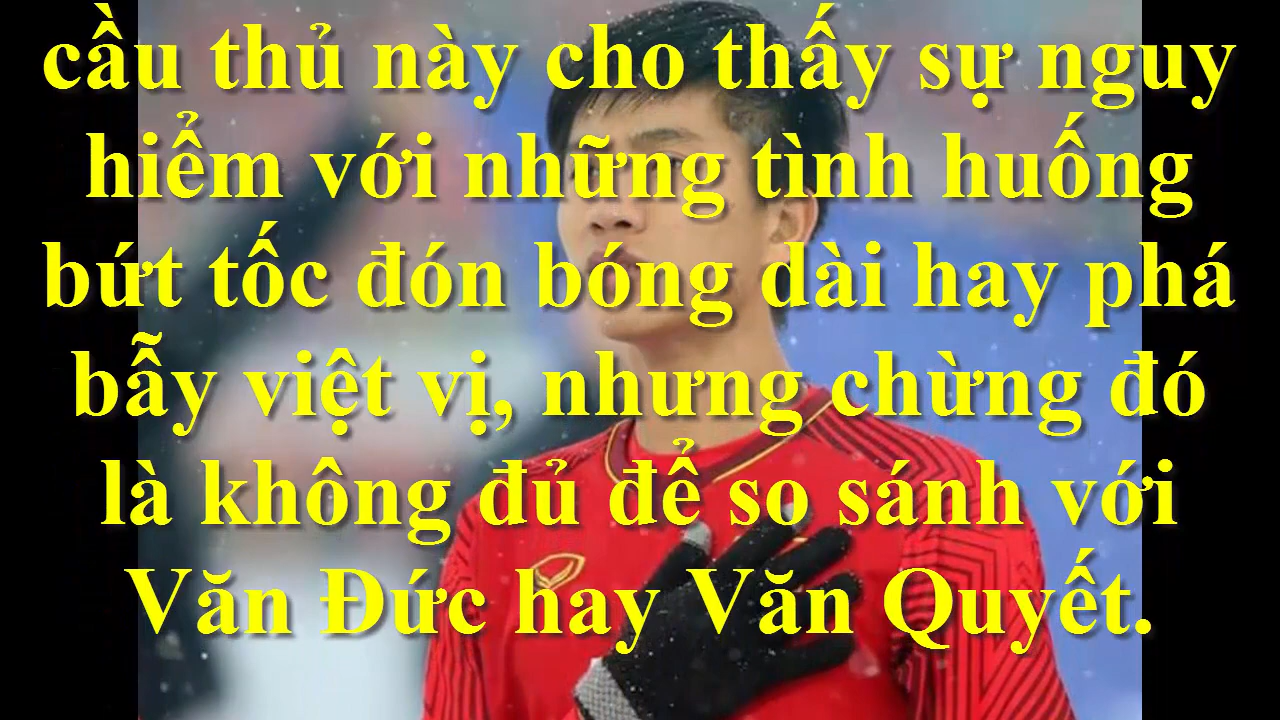 cầu thủ này cho thấy sự nguy
hiểm với những tình huống
bứt tốc đón bóng dài hay phá
bẫy việt vị, nhưng chừng đó
là không đủ để so sánh với
Văn Đức hay Văn Quyết.